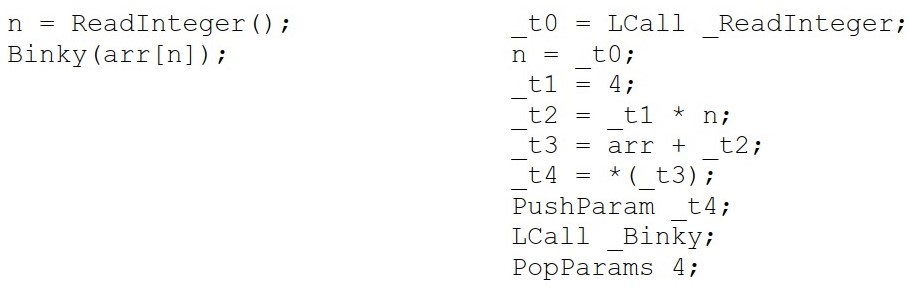 n = ReadInteger();
Binky(arr[n]);
_t0 = LCall _ReadInteger;
n = _t0;
_t1 = 4;
_t2 = _t1 * n;
_t3 = arr + _t2;
_t4 = *(_t3);
PushParam _t4;
LCall _Binky;
PopParams 4;